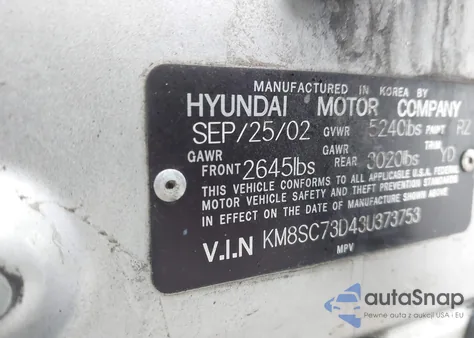 MANUFACTURED IN KOREA BY
HYUNDAI MOTOR COMPANY
SEP/25/02 GVWR 5240lbs PAINT
GAWR FRONT 2645lbs GAWR REAR 3020lbs TRIM YD
THIS VEHICLE CONFORMS TO ALL APPLICABLE U.S.A. FEDERAL
MOTOR VEHICLE SAFETY AND THEFT PREVENTION STANDARDS
IN EFFECT ON THE DATE OF MANUFACTURE SHOWN ABOVE.
V.I.N KM8SC73D43U373753
MPV
autoSnap
Pewne auta z aukcji USA i EU